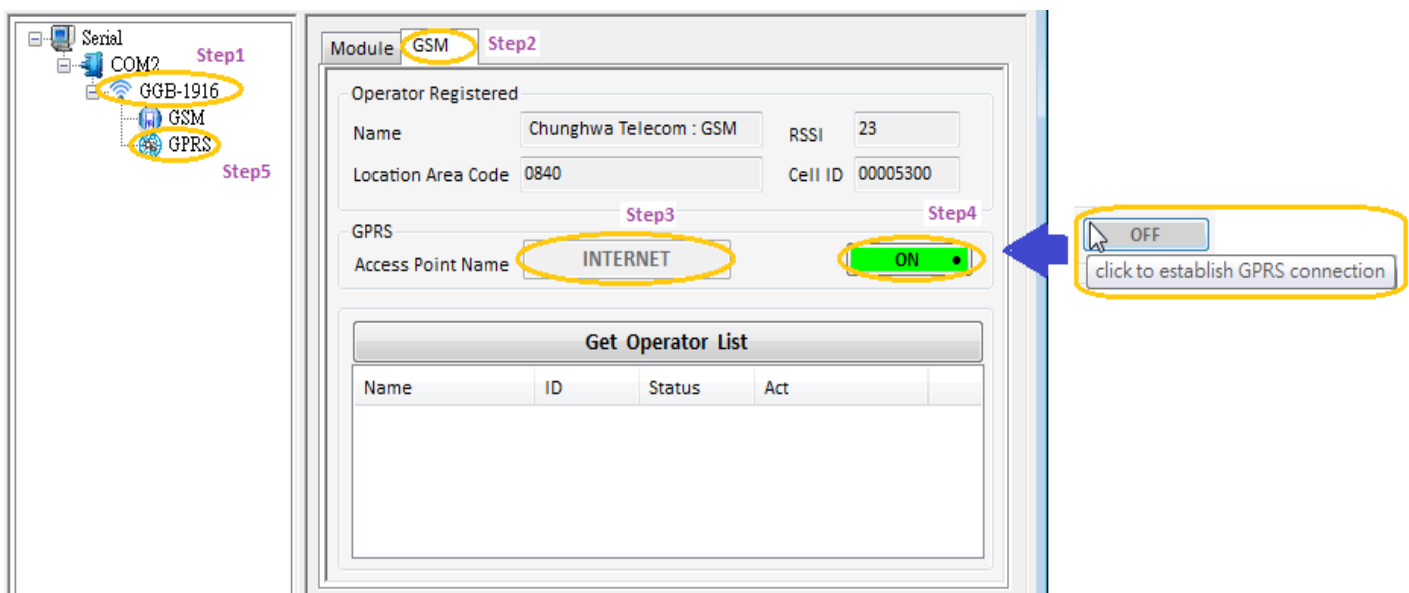 Serial
Step1
COM2
GGB-1916
GSM
GPRS
Step5
Module GSM Step2
Operator Registered
Name Chunghwa Telecom : GSM RSSI 23
Location Area Code 0840 Cell ID 00005300
Step3 Step4
GPRS
Access Point Name INTERNET ON
OFF
click to establish GPRS connection
Get Operator List
Name ID Status Act